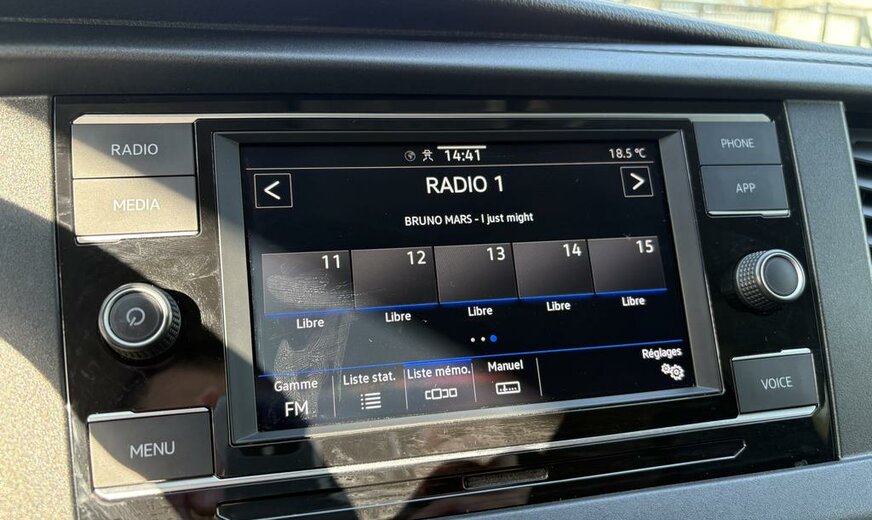 RADIO
MEDIA
MENU
PHONE
APP
VOICE
14:41
18.5 °C
<
RADIO 1
>
BRUNO MARS - I just might
11 12 13 14 15
Libre Libre Libre Libre Libre
Gamme Liste stat. Liste mémo. Manuel Réglages
FM